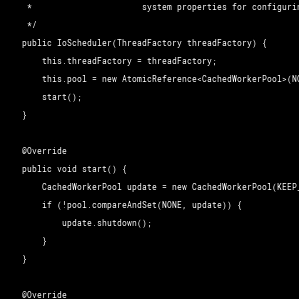 * system properties for configurin
*/
public IoScheduler(ThreadFactory threadFactory) {
this.threadFactory = threadFactory;
this.pool = new AtomicReference<CachedWorkerPool>(NO
start();
}
@Override
public void start() {
CachedWorkerPool update = new CachedWorkerPool(KEEP_
if (!pool.compareAndSet(NONE, update)) {
update.shutdown();
}
}
@Override